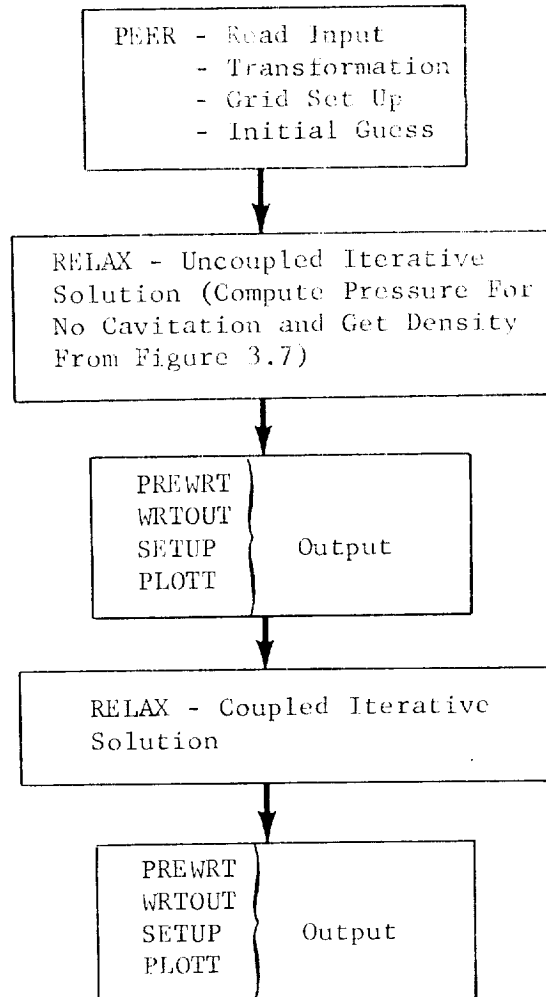 PEER - Read Input
- Transformation
- Grid Set Up
- Initial Guess
RELAX - Uncoupled Iterative
Solution (Compute Pressure For
No Cavitation and Get Density
From Figure 3.7)
PREWRT
WRTOUT
SETUP
PLOTT
Output
RELAX - Coupled Iterative
Solution
PREWRT
WRTOUT
SETUP
PLOTT
Output